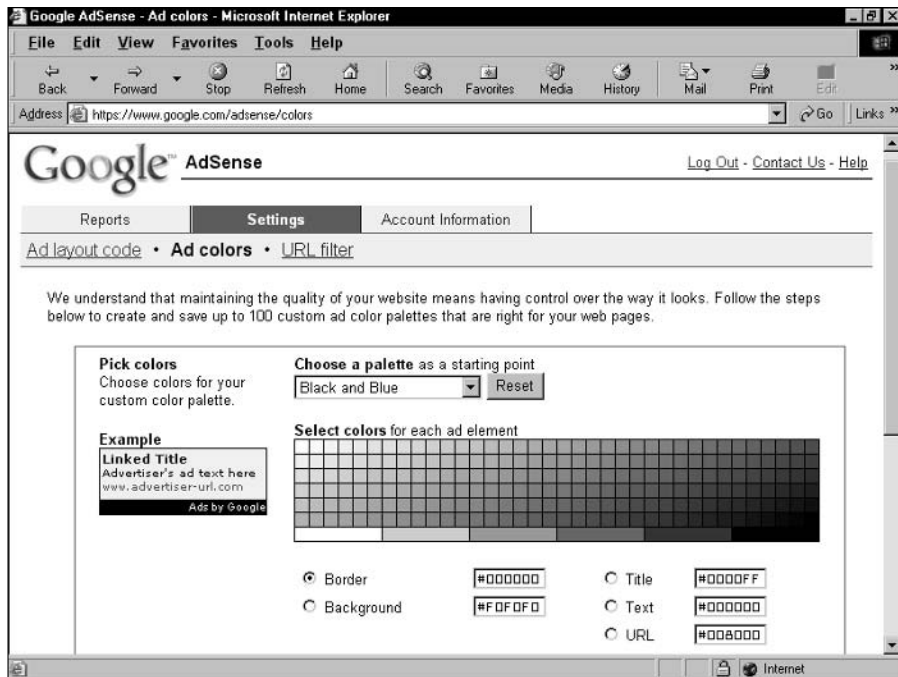 Google AdSense - Ad colors - Microsoft Internet Explorer
File Edit View Favorites Tools Help
Back Forward Stop Refresh Home Search Favorites Media History Mail Print Edit
Address https://www.google.com/adsense/colors Go Links »
Google™ AdSense Log Out - Contact Us - Help
Reports Settings Account Information
Ad layout code • Ad colors • URL filter
We understand that maintaining the quality of your website means having control over the way it looks. Follow the steps
below to create and save up to 100 custom ad color palettes that are right for your web pages.
Pick colors Choose a palette as a starting point
Choose colors for your Black and Blue Reset
custom color palette.
Example Select colors for each ad element
Linked Title
Advertiser's ad text here
www.advertiser-url.com
Ads by Google
Border #000000 Title #0000FF
Background #F0F0F0 Text #000000
URL #008000
Internet